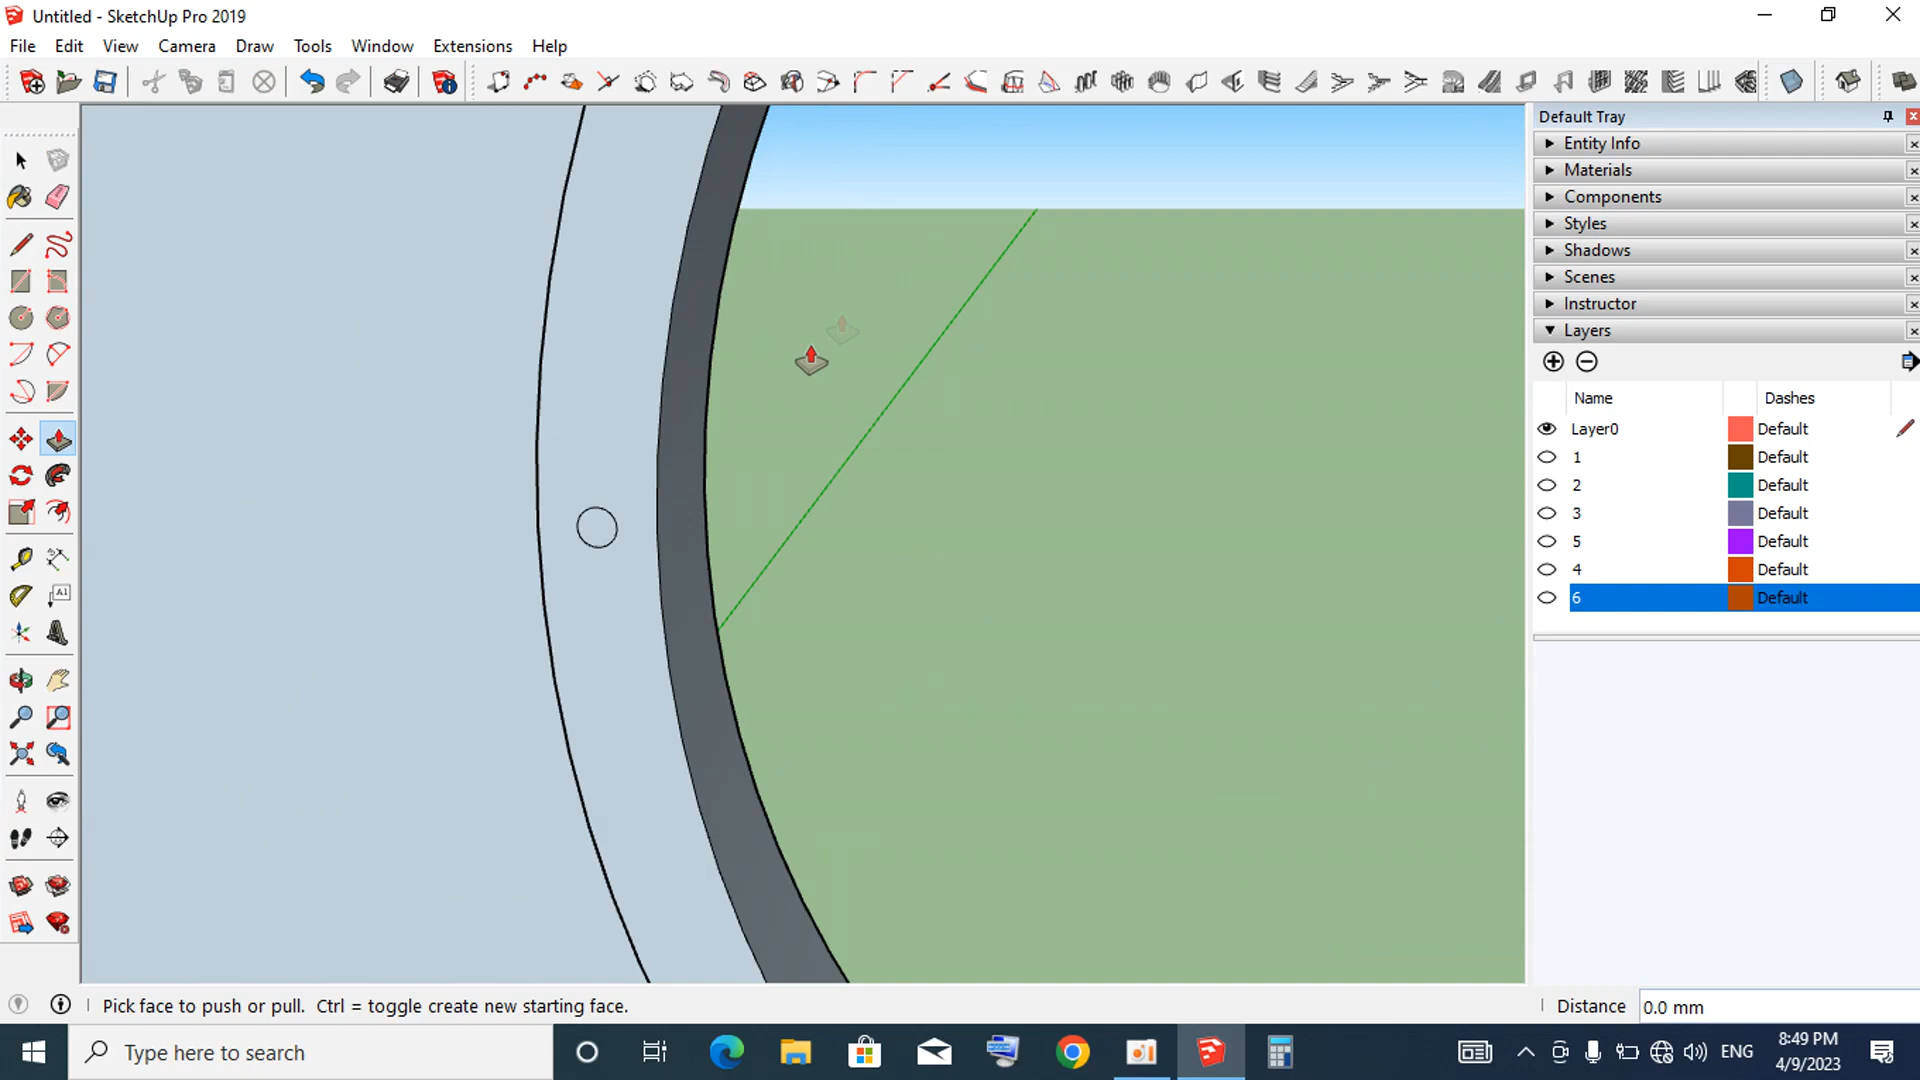 Untitled - SketchUp Pro 2019
File Edit View Camera Draw Tools Window Extensions Help
Default Tray
Entity Info
Materials
Components
Styles
Shadows
Scenes
Instructor
Layers
Name Dashes
Layer0 Default
1 Default
2 Default
3 Default
5 Default
4 Default
6 Default
A1
Pick face to push or pull. Ctrl = toggle create new starting face.
Distance 0.0 mm
Type here to search
ENG
8:49 PM
4/9/2023